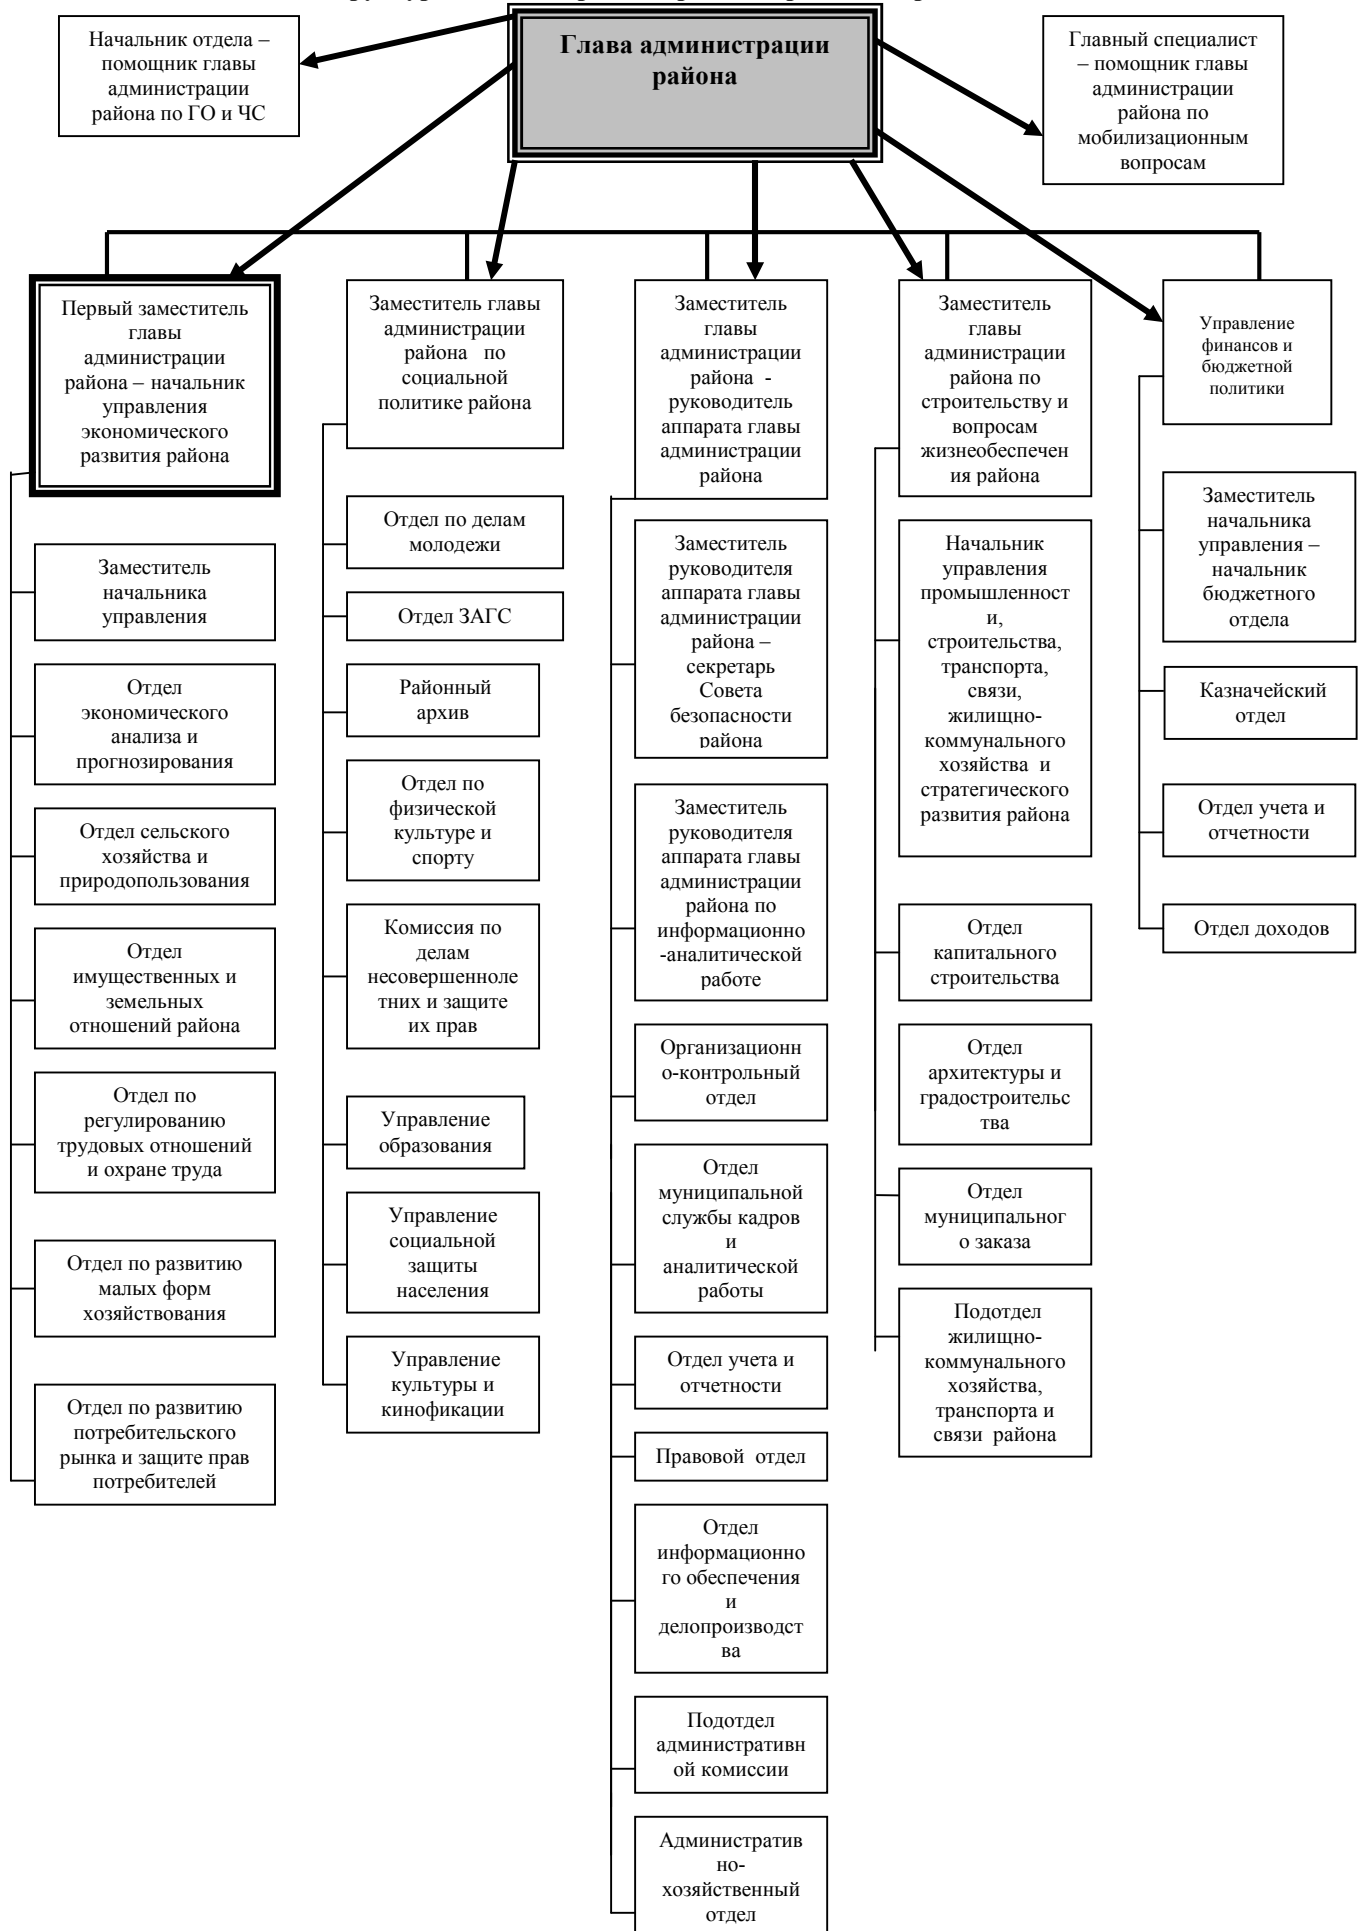 Начальник отдела –
помощник главы
администрации
района по ГО и ЧС
Глава администрации
района
Главный специалист
– помощник главы
администрации
района по
мобилизационным
вопросам
Первый заместитель
главы
администрации
района – начальник
управления
экономического
развития района
Заместитель
начальника
управления
Отдел
экономического
анализа и
прогнозирования
Отдел сельского
хозяйства и
природопользования
Отдел
имущественных и
земельных
отношений района
Отдел по
регулированию
трудовых отношений
и охране труда
Отдел по развитию
малых форм
хозяйствования
Отдел по развитию
потребительского
рынка и защите прав
потребителей
Заместитель главы
администрации
района по
социальной
политике района
Отдел по делам
молодежи
Отдел ЗАГС
Районный
архив
Отдел по
физической
культуре и
спорту
Комиссия по
делам
несовершенноле
тних и защите
их прав
Управление
образования
Управление
социальной
защиты
населения
Управление
культуры и
кинофикации
Заместитель
главы
администрации
района -
руководитель
аппарата главы
администрации
района
Заместитель
руководителя
аппарата главы
администрации
района –
секретарь
Совета
безопасности
района
Заместитель
руководителя
аппарата главы
администрации
района по
информационно
-аналитической
работе
Организационн
о-контрольный
отдел
Отдел
муниципальной
службы кадров
и
аналитической
работы
Отдел учета и
отчетности
Правовой отдел
Отдел
информационно
го обеспечения
и
делопроизводст
ва
Подотдел
административн
ой комиссии
Административ
но-
хозяйственный
отдел
Заместитель
главы
администрации
района по
строительству и
вопросам
жизнеобеспечен
ия района
Начальник
управления
промышленност
и,
строительства,
транспорта,
связи,
жилищно-
коммунального
хозяйства и
стратегического
развития района
Отдел
капитального
строительства
Отдел
архитектуры и
градостроительс
тва
Отдел
муниципальног
о заказа
Подотдел
жилищно-
коммунального
хозяйства,
транспорта и
связи района
Управление
финансов и
бюджетной
политики
Заместитель
начальника
управления –
начальник
бюджетного
отдела
Казначейский
отдел
Отдел учета и
отчетности
Отдел доходов